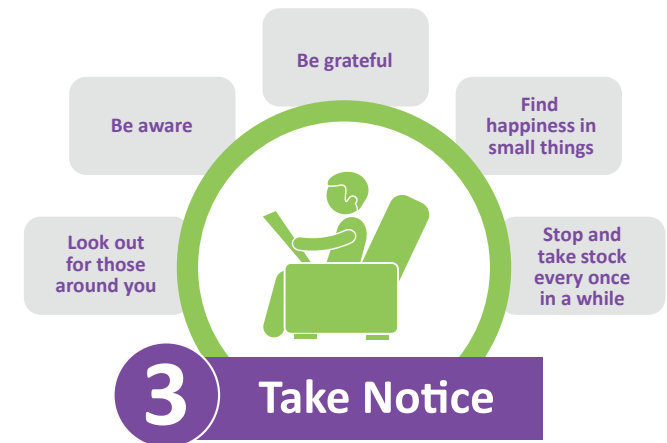 Look out
for those
around you
Be aware
Be grateful
Find
happiness in
small things
Stop and
take stock
every once
in a while
3 Take Notice